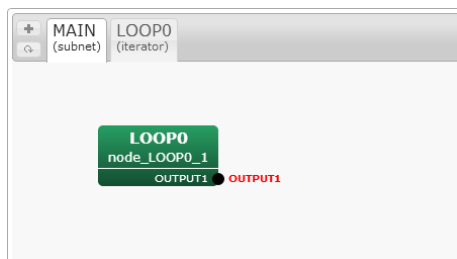 MAIN
(subnet)
LOOP0
(iterator)
LOOP0
node_LOOP0_1
OUTPUT1
OUTPUT1